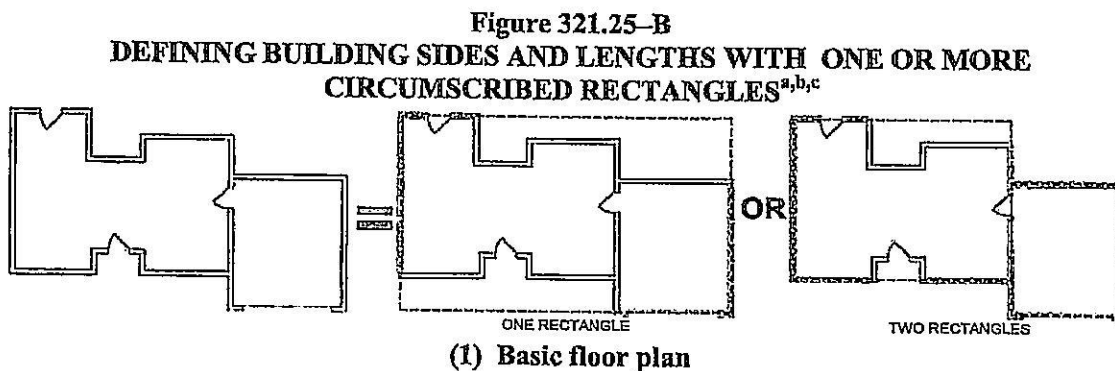 Figure 321.25–B
DEFINING BUILDING SIDES AND LENGTHS WITH ONE OR MORE
CIRCUMSCRIBED RECTANGLES^a,b,c
OR
ONE RECTANGLE
TWO RECTANGLES
(1) Basic floor plan